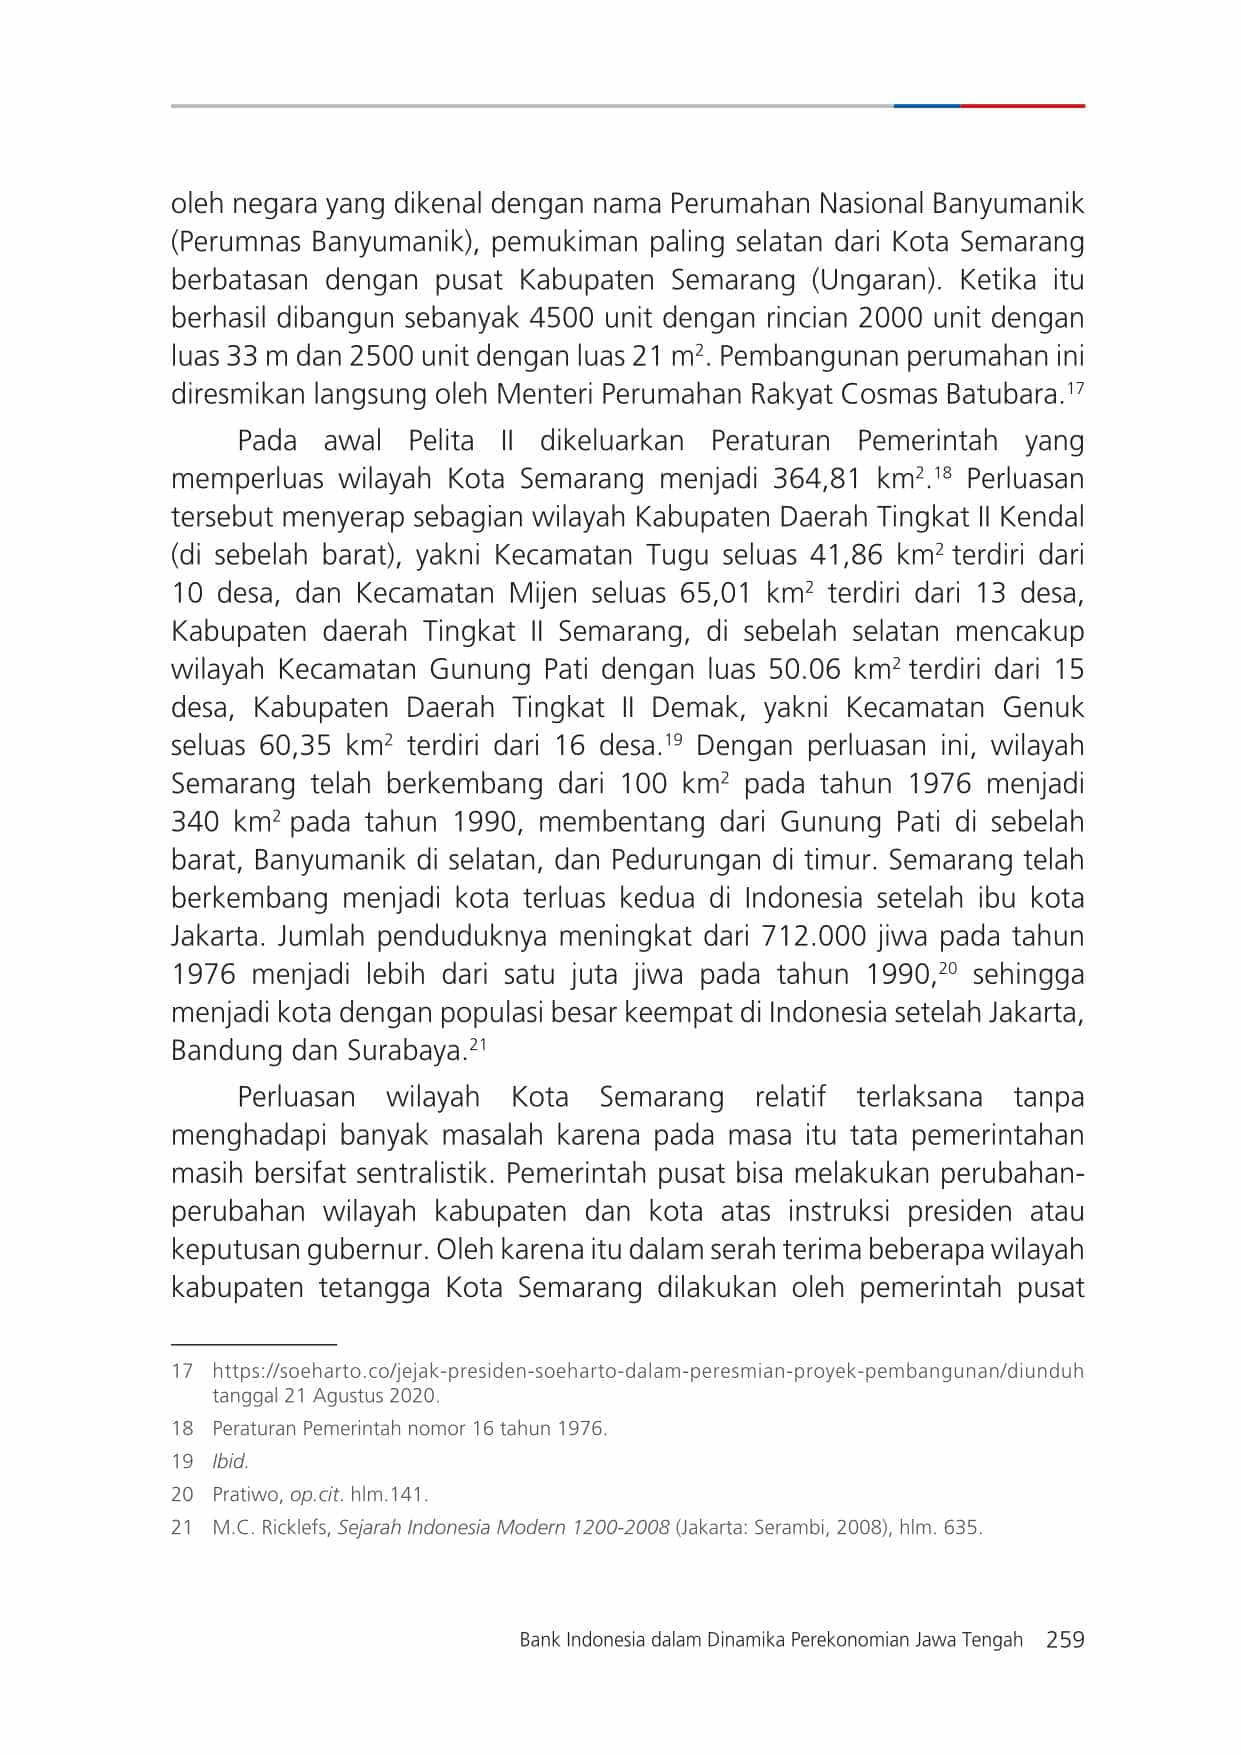 oleh negara yang dikenal dengan nama Perumahan Nasional Banyumanik
(Perumnas Banyumanik), pemukiman paling selatan dari Kota Semarang
berbatasan dengan pusat Kabupaten Semarang (Ungaran). Ketika itu
berhasil dibangun sebanyak 4500 unit dengan rincian 2000 unit dengan
luas 33 m dan 2500 unit dengan luas 21 m². Pembangunan perumahan ini
diresmikan langsung oleh Menteri Perumahan Rakyat Cosmas Batubara.¹⁷
Pada awal Pelita II dikeluarkan Peraturan Pemerintah yang
memperluas wilayah Kota Semarang menjadi 364,81 km².¹⁸ Perluasan
tersebut menyerap sebagian wilayah Kabupaten Daerah Tingkat II Kendal
(di sebelah barat), yakni Kecamatan Tugu seluas 41,86 km² terdiri dari
10 desa, dan Kecamatan Mijen seluas 65,01 km² terdiri dari 13 desa,
Kabupaten daerah Tingkat II Semarang, di sebelah selatan mencakup
wilayah Kecamatan Gunung Pati dengan luas 50.06 km² terdiri dari 15
desa, Kabupaten Daerah Tingkat II Demak, yakni Kecamatan Genuk
seluas 60,35 km² terdiri dari 16 desa.¹⁹ Dengan perluasan ini, wilayah
Semarang telah berkembang dari 100 km² pada tahun 1976 menjadi
340 km² pada tahun 1990, membentang dari Gunung Pati di sebelah
barat, Banyumanik di selatan, dan Pedurungan di timur. Semarang telah
berkembang menjadi kota terluas kedua di Indonesia setelah ibu kota
Jakarta. Jumlah penduduknya meningkat dari 712.000 jiwa pada tahun
1976 menjadi lebih dari satu juta jiwa pada tahun 1990,²⁰ sehingga
menjadi kota dengan populasi besar keempat di Indonesia setelah Jakarta,
Bandung dan Surabaya.²¹
Perluasan wilayah Kota Semarang relatif terlaksana tanpa
menghadapi banyak masalah karena pada masa itu tata pemerintahan
masih bersifat sentralistik. Pemerintah pusat bisa melakukan perubahan-
perubahan wilayah kabupaten dan kota atas instruksi presiden atau
keputusan gubernur. Oleh karena itu dalam serah terima beberapa wilayah
kabupaten tetangga Kota Semarang dilakukan oleh pemerintah pusat
17 https://soeharto.co/jejak-presiden-soeharto-dalam-peresmian-proyek-pembangunan/diunduh
tanggal 21 Agustus 2020.
18 Peraturan Pemerintah nomor 16 tahun 1976.
19 Ibid.
20 Pratiwo, op.cit. hlm.141.
21 M.C. Ricklefs, Sejarah Indonesia Modern 1200-2008 (Jakarta: Serambi, 2008), hlm. 635.
Bank Indonesia dalam Dinamika Perekonomian Jawa Tengah 259